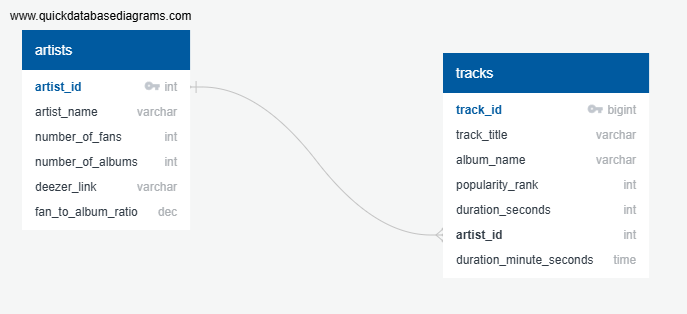 www.quickdatabasediagrams.com
artists
artist_id int
artist_name varchar
number_of_fans int
number_of_albums int
deezer_link varchar
fan_to_album_ratio dec
tracks
track_id bigint
track_title varchar
album_name varchar
popularity_rank int
duration_seconds int
artist_id int
duration_minute_seconds time